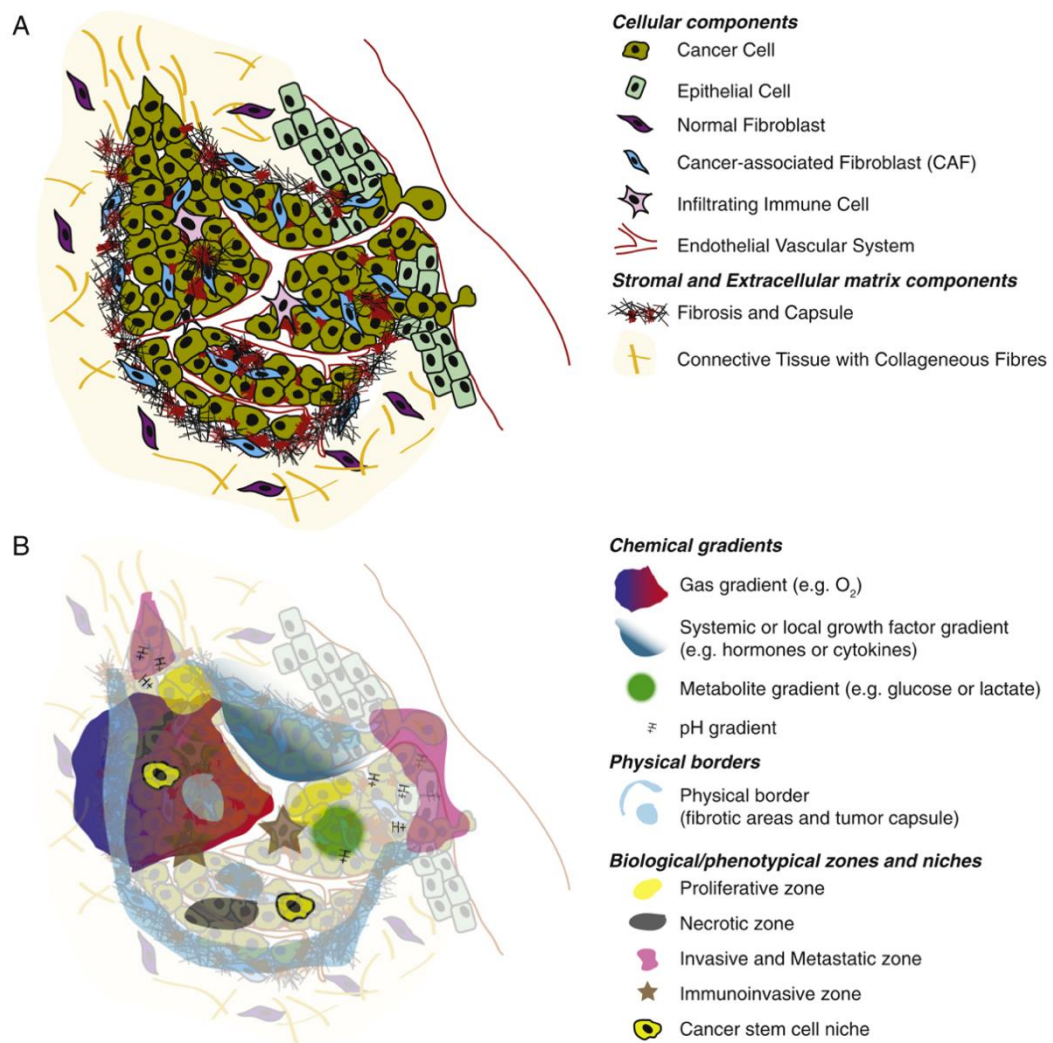 A
Cellular components
Cancer Cell
Epithelial Cell
Normal Fibroblast
Cancer-associated Fibroblast (CAF)
Infiltrating Immune Cell
Endothelial Vascular System
Stromal and Extracellular matrix components
Fibrosis and Capsule
Connective Tissue with Collageneous Fibres
B
Chemical gradients
Gas gradient (e.g. O₂)
Systemic or local growth factor gradient
(e.g. hormones or cytokines)
Metabolite gradient (e.g. glucose or lactate)
H+ pH gradient
Physical borders
Physical border
(fibrotic areas and tumor capsule)
Biological/phenotypical zones and niches
Proliferative zone
Necrotic zone
Invasive and Metastatic zone
Immunoinvasive zone
Cancer stem cell niche
H+
H+
H+
H+
H+
H+
H+